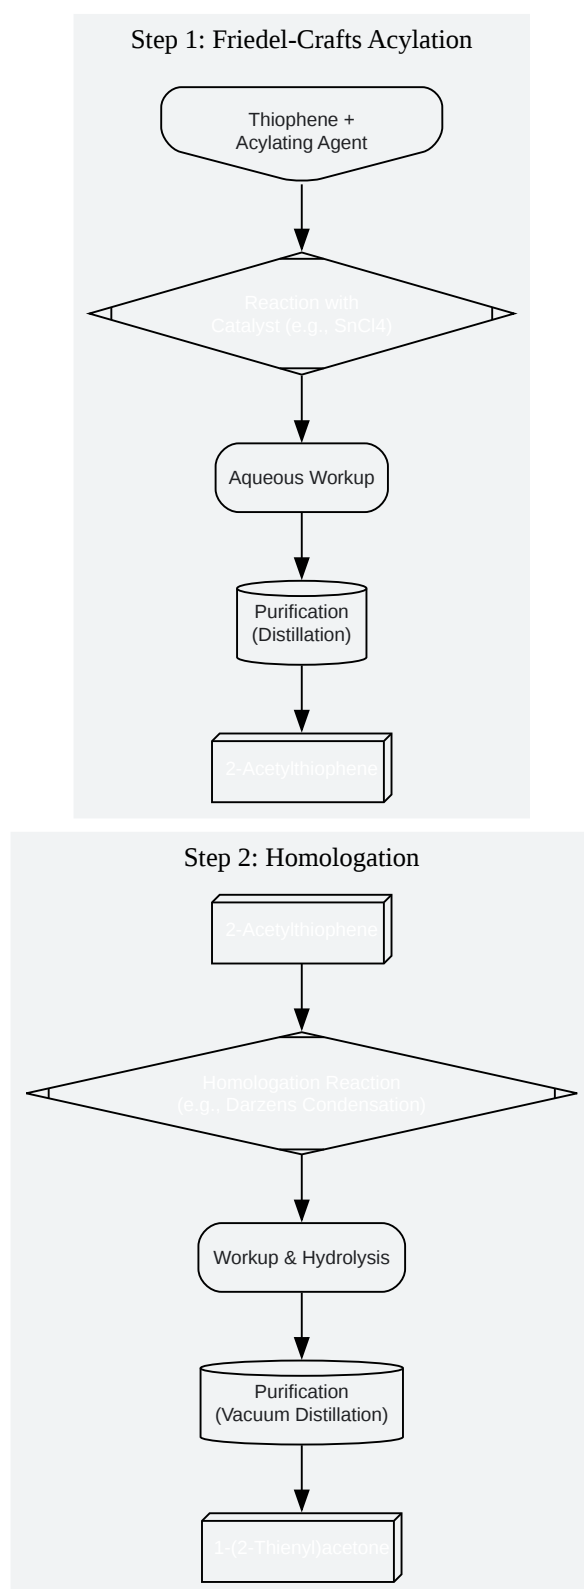 Step 1: Friedel-Crafts Acylation
Thiophene +
Acylating Agent
Reaction with
Catalyst (e.g., SnCl4)
Aqueous Workup
Purification
(Distillation)
2-Acetylthiophene
Step 2: Homologation
2-Acetylthiophene
Homologation Reaction
(e.g., Darzens Condensation)
Workup & Hydrolysis
Purification
(Vacuum Distillation)
1-(2-Thienyl)acetone